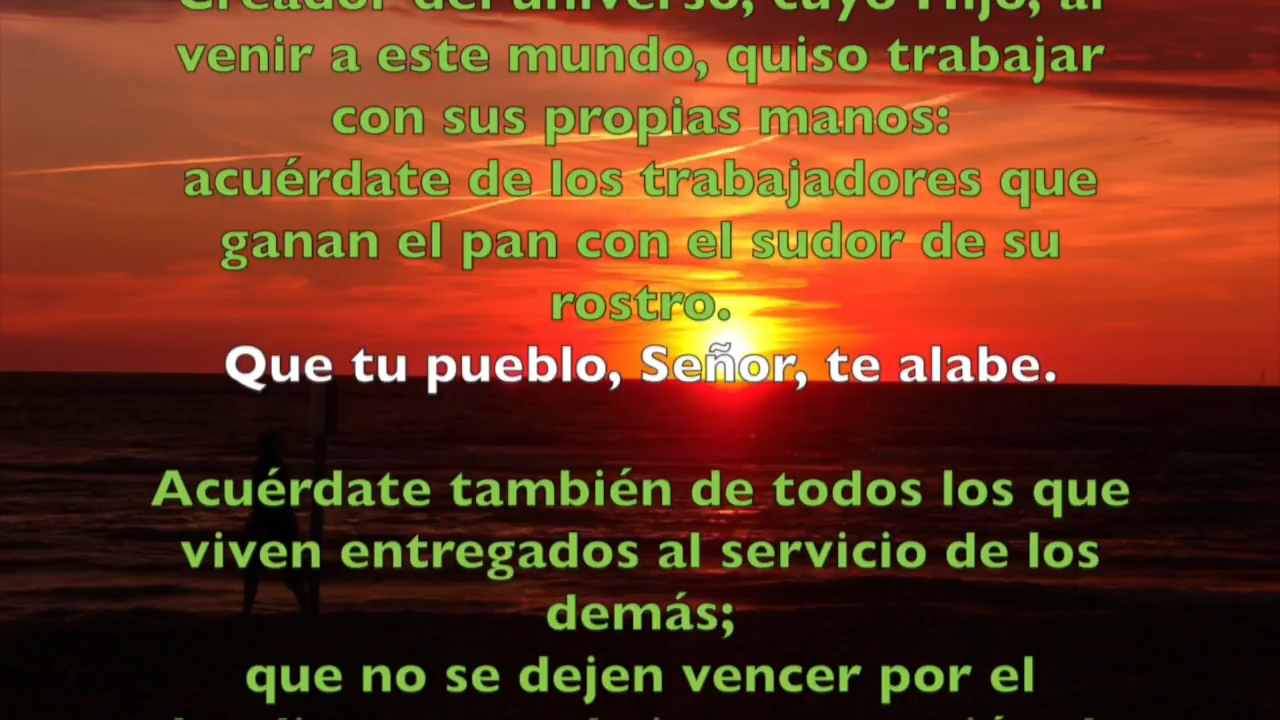 Creador del universo, cuyo Hijo, al
venir a este mundo, quiso trabajar
con sus propias manos:
acuérdate de los trabajadores que
ganan el pan con el sudor de su
rostro.
Que tu pueblo, Señor, te alabe.
Acuérdate también de todos los que
viven entregados al servicio de los
demás;
que no se dejen vencer por el